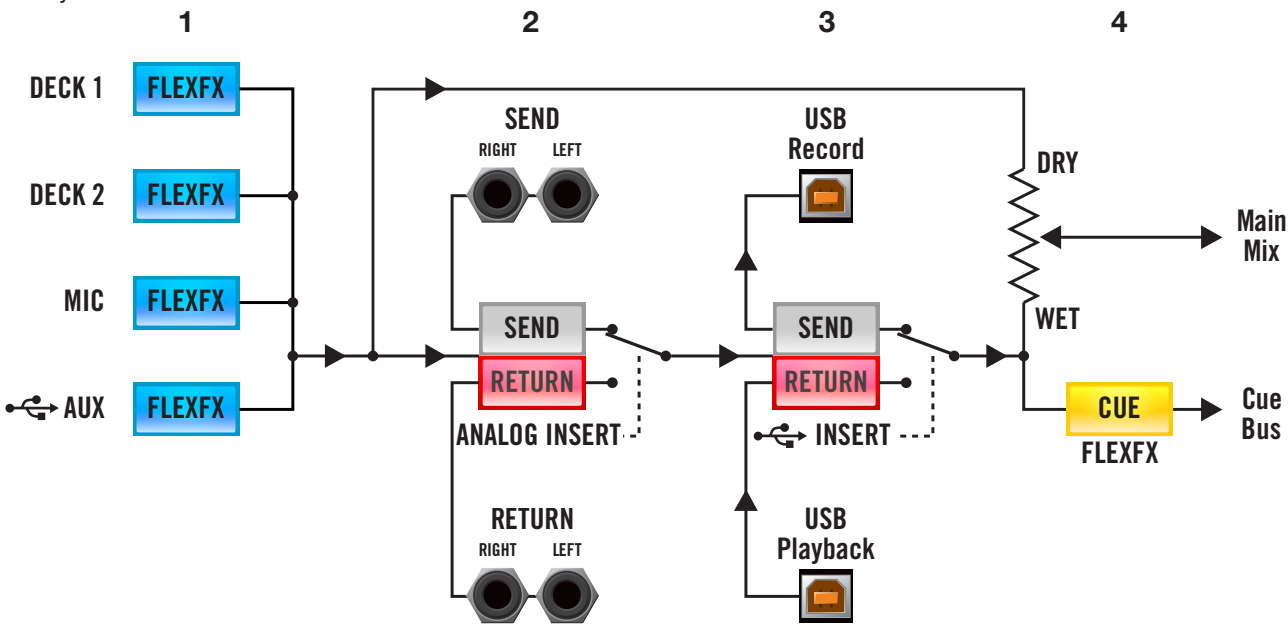 1 2 3 4
DECK 1 FLEXFX
SEND
RIGHT LEFT
USB
Record
DRY
DECK 2 FLEXFX
Main
Mix
MIC FLEXFX
SEND
SEND
WET
RETURN
RETURN
AUX FLEXFX
CUE
Cue
Bus
ANALOG INSERT
INSERT
FLEXFX
RETURN
RIGHT LEFT
USB
Playback